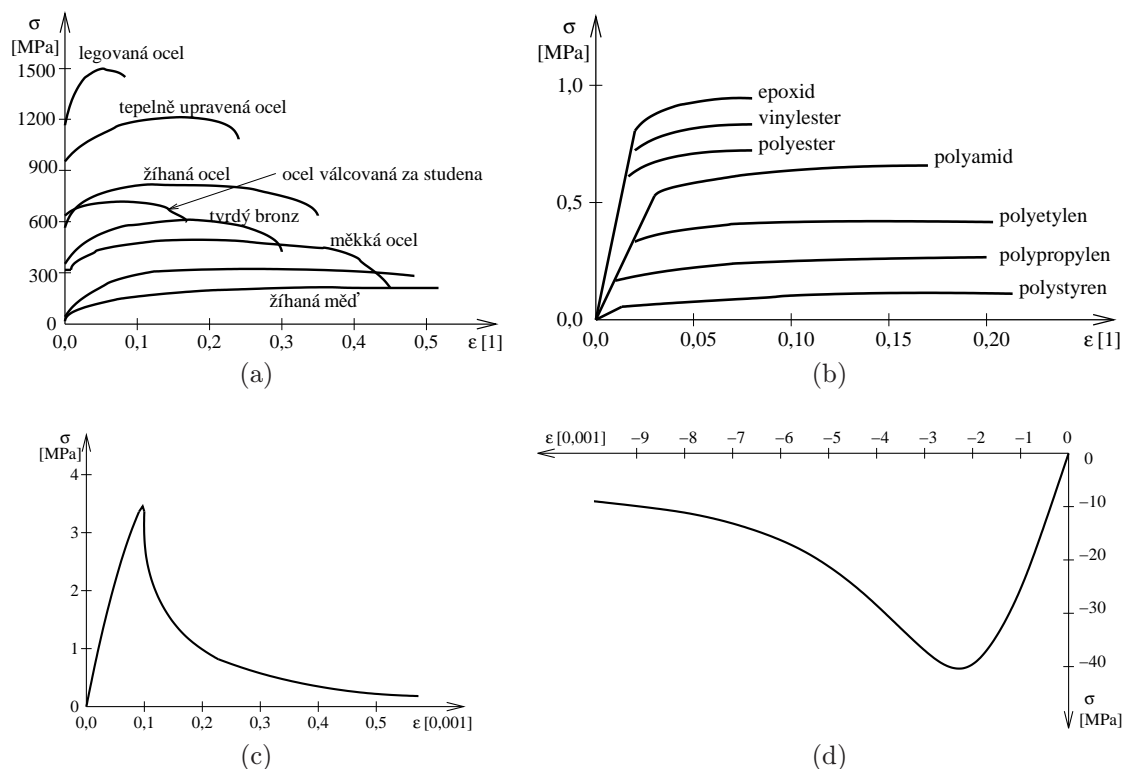 σ
[MPa]
1500
1200
900
600
300
0
legovaná ocel
tepelně upravená ocel
žíhaná ocel
ocel válcovaná za studena
tvrdý bronz
měkká ocel
žíhaná měď
0,0 0,1 0,2 0,3 0,4 0,5 ε [1]
(a)
σ
[MPa]
1,0
0,5
0,0
epoxid
vinylester
polyester
polyamid
polyetylen
polypropylen
polystyren
0,0 0,05 0,10 0,15 0,20 ε [1]
(b)
σ
[MPa]
4
3
2
1
0
0,0 0,1 0,2 0,3 0,4 0,5 ε [0,001]
(c)
ε [0,001] −9 −8 −7 −6 −5 −4 −3 −2 −1 0
0
−10
−20
−30
−40
σ
[MPa]
(d)